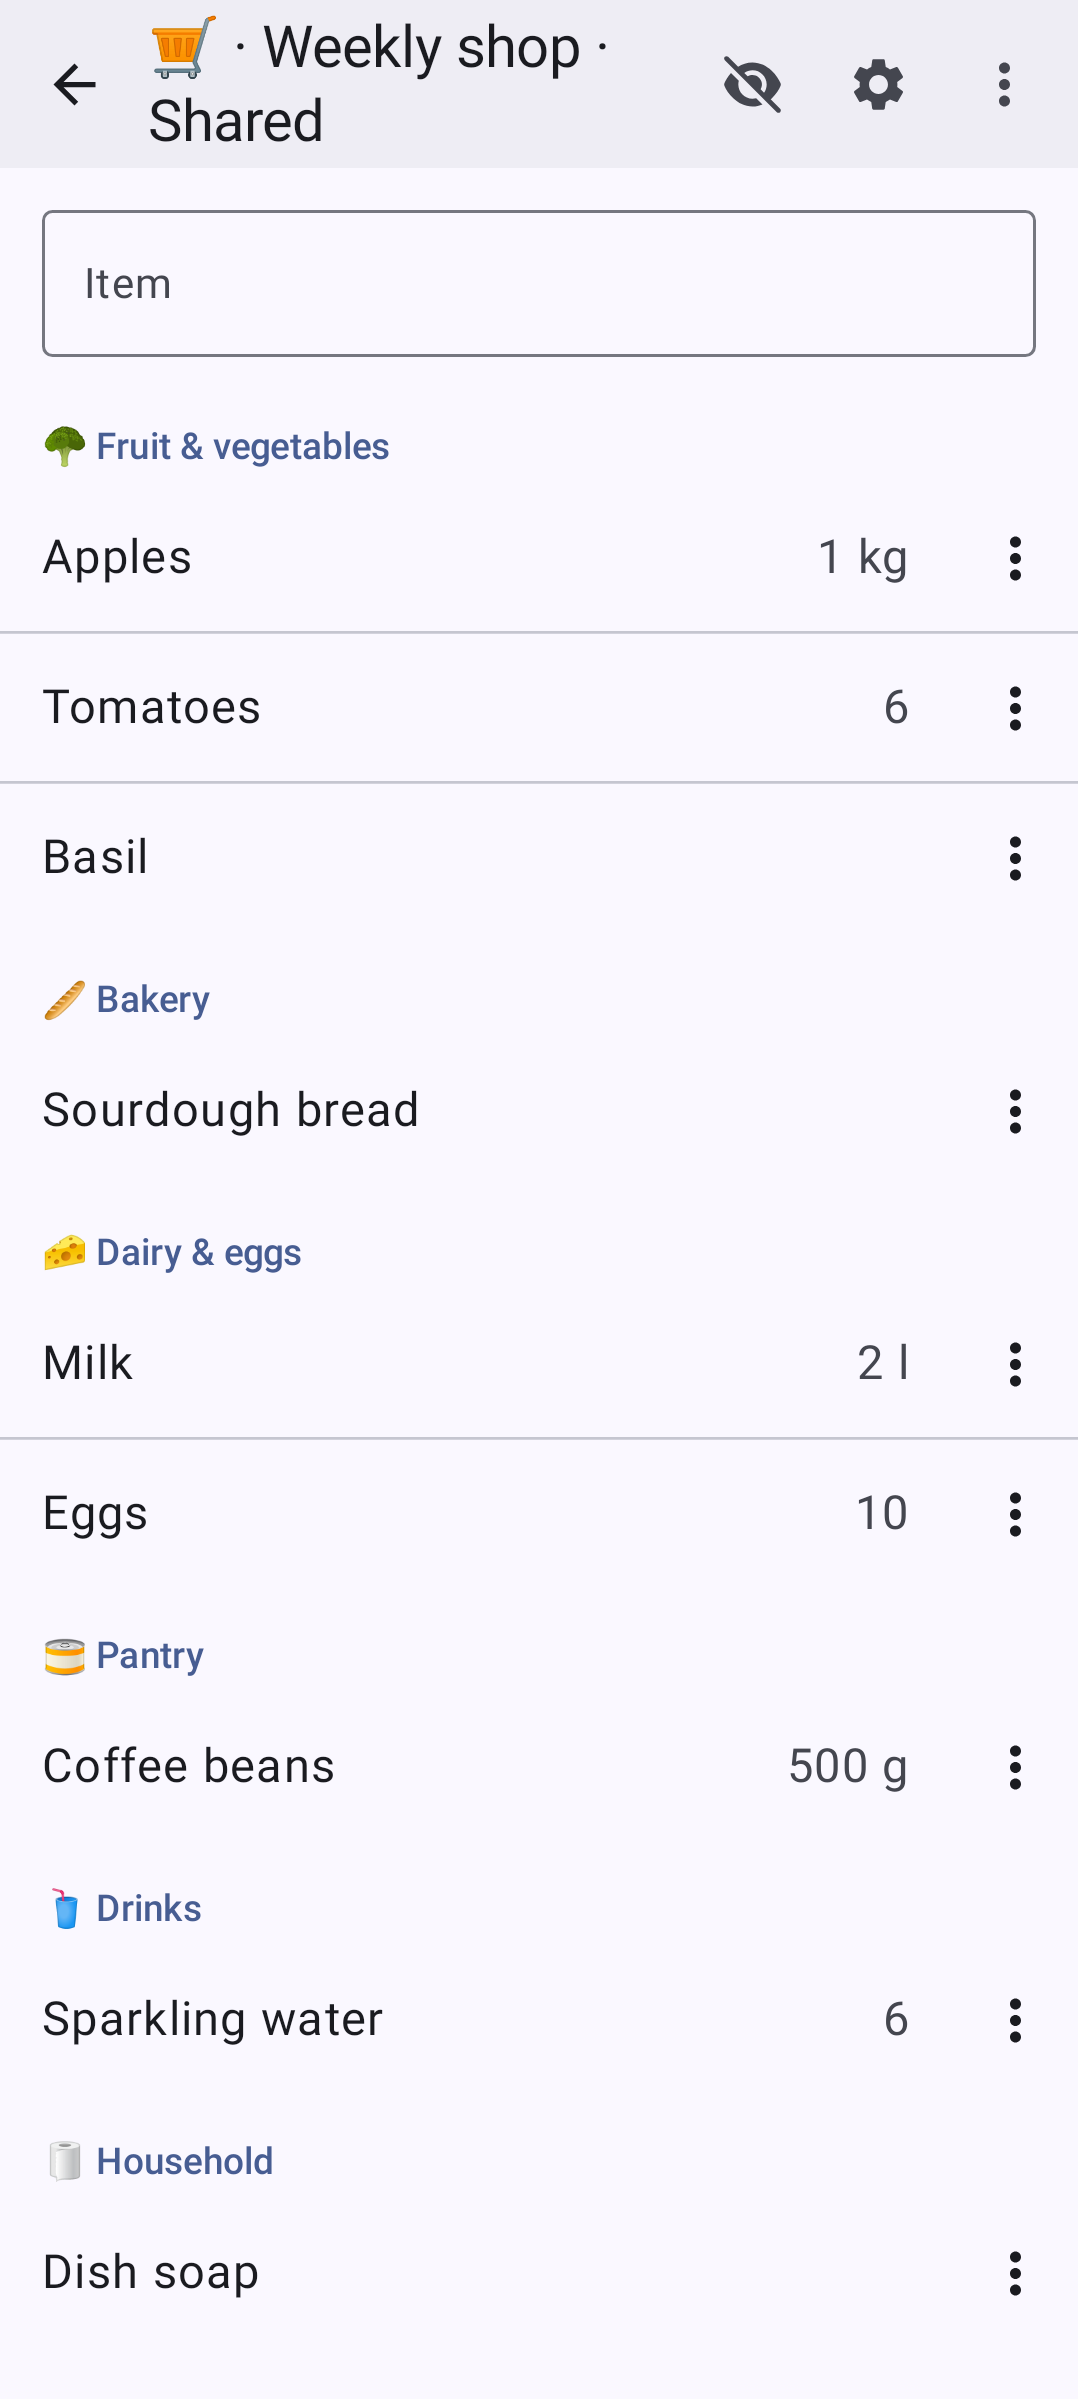 🛒 · Weekly shop ·
Shared
Item
🥦 Fruit & vegetables
Apples 1 kg
Tomatoes 6
Basil
🥖 Bakery
Sourdough bread
🧀 Dairy & eggs
Milk 2 l
Eggs 10
🥫 Pantry
Coffee beans 500 g
🥤 Drinks
Sparkling water 6
🧻 Household
Dish soap